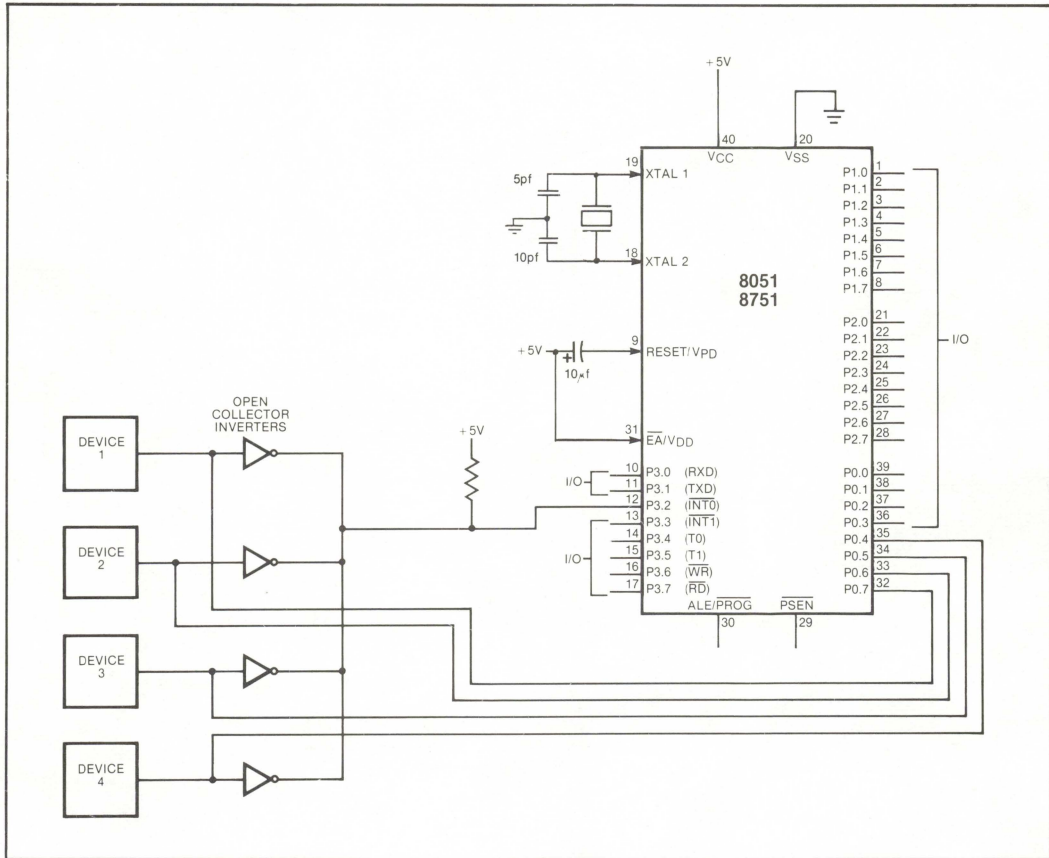 +5V
40
20
VCC
VSS
19
XTAL 1
5pf
10pf
18
XTAL 2
8051
8751
P1.0 1
P1.1 2
P1.2 3
P1.3 4
P1.4 5
P1.5 6
P1.6 7
P1.7 8
P2.0 21
P2.1 22
P2.2 23
P2.3 24
P2.4 25
P2.5 26
P2.6 27
P2.7 28
I/O
+5V
9
RESET/VPD
10μf
31
EA/VDD
P0.0 39
P0.1 38
P0.2 37
P0.3 36
P0.4 35
P0.5 34
P0.6 33
P0.7 32
I/O
10 P3.0 (RXD)
11 P3.1 (TXD)
12 P3.2 (INT0)
13 P3.3 (INT1)
14 P3.4 (T0)
I/O
15 P3.5 (T1)
16 P3.6 (WR)
17 P3.7 (RD)
ALE/PROG
PSEN
30
29
OPEN
COLLECTOR
INVERTERS
+5V
DEVICE
1
DEVICE
2
DEVICE
3
DEVICE
4